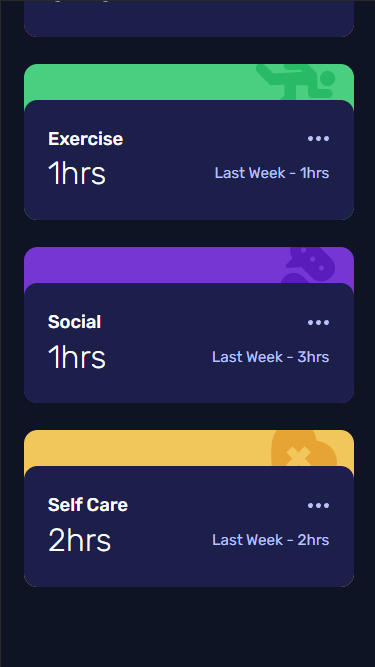 Exercise
1hrs
Last Week - 1hrs
Social
1hrs
Last Week - 3hrs
Self Care
2hrs
Last Week - 2hrs